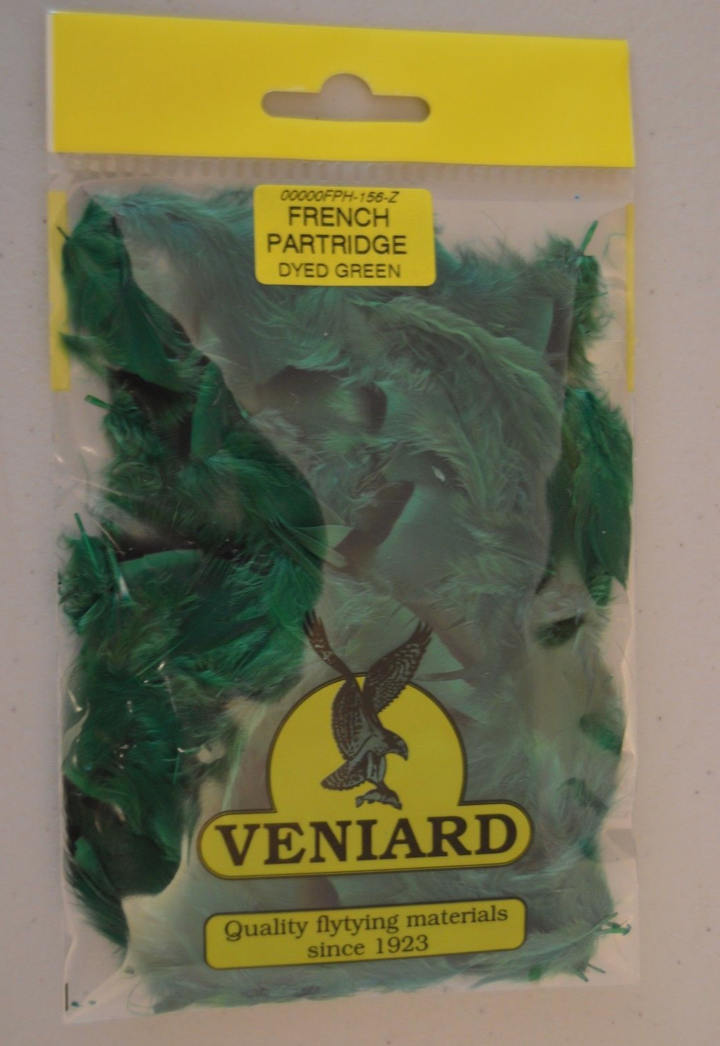 00000FPH-156-Z
FRENCH
PARTRIDGE
DYED GREEN
VENIARD
Quality flytying materials
since 1923